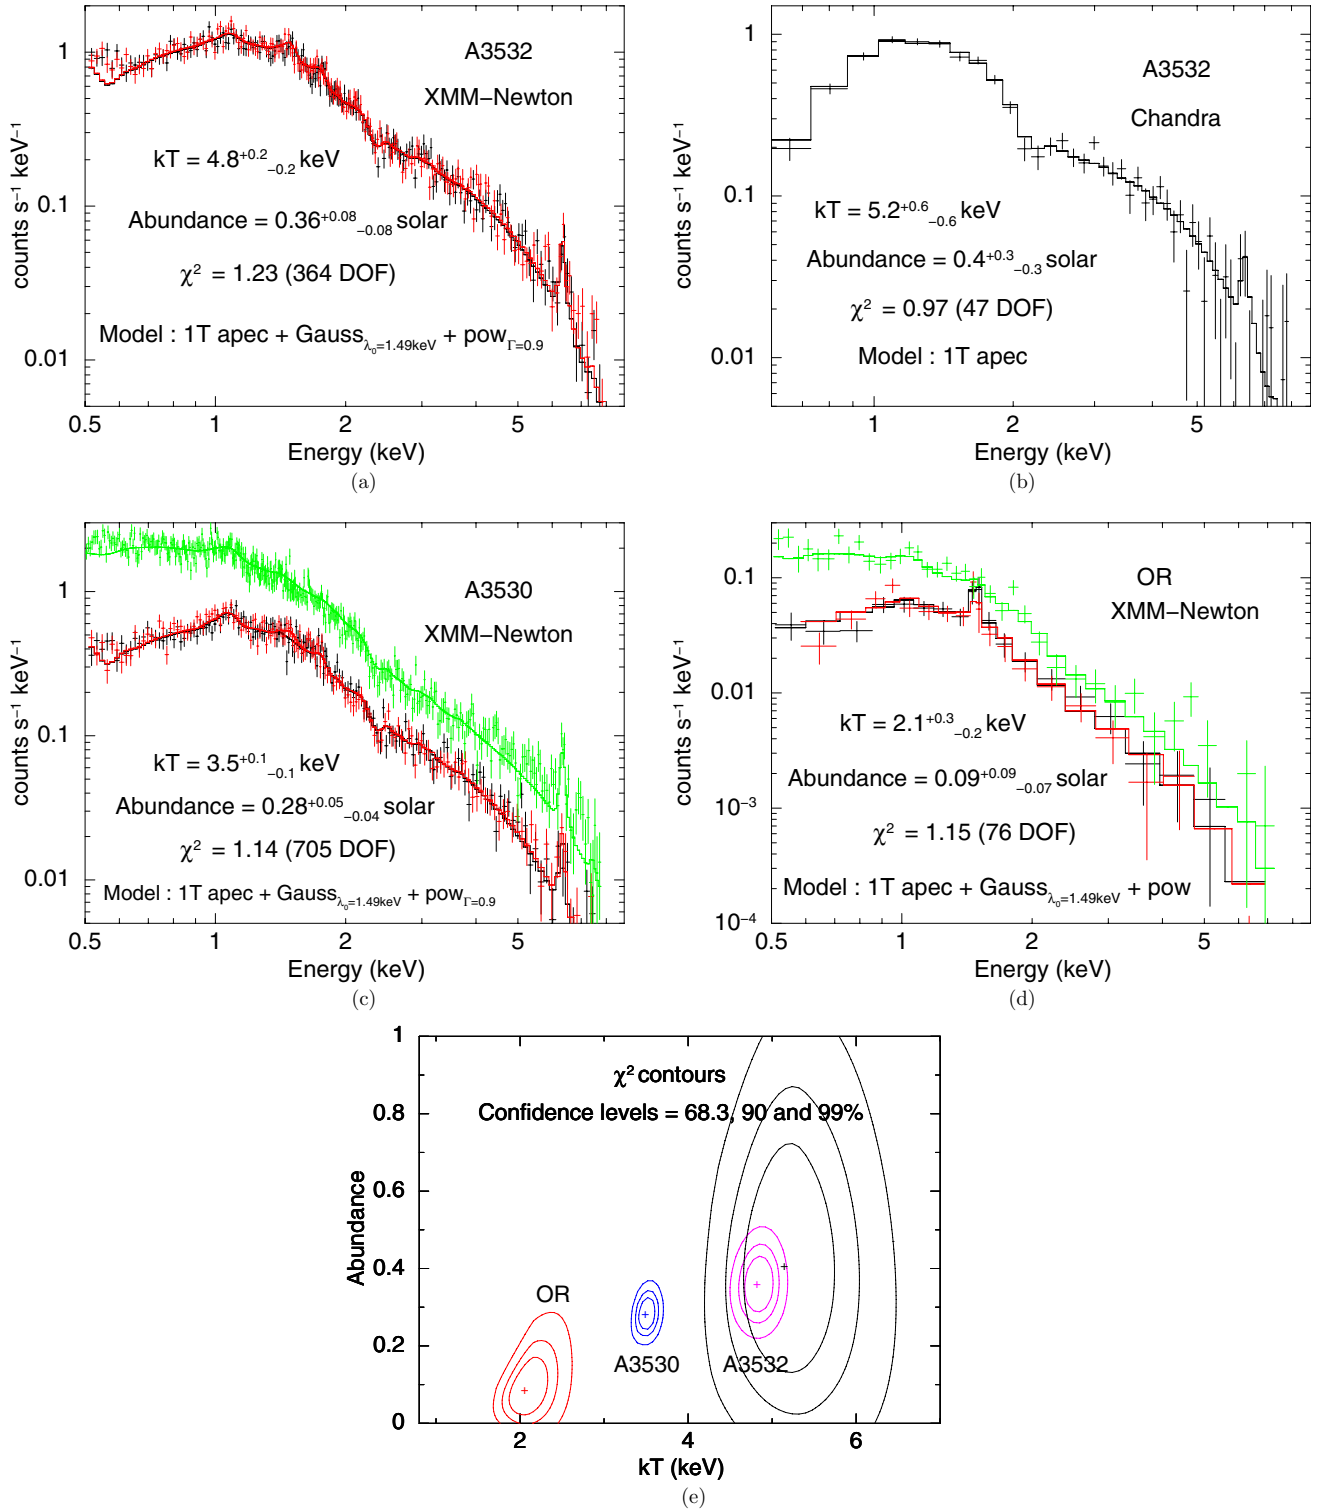 A3532
XMM−Newton
kT = 4.8+0.2−0.2 keV
Abundance = 0.36+0.08−0.08 solar
χ2 = 1.23 (364 DOF)
Model : 1T apec + Gaussλ0=1.49keV + powΓ=0.9
counts s−1 keV−1
1
0.1
0.01
0.5 1 2 5
Energy (keV)
(a)
A3532
Chandra
kT = 5.2+0.6−0.6 keV
Abundance = 0.4+0.3−0.3 solar
χ2 = 0.97 (47 DOF)
Model : 1T apec
counts s−1 keV−1
1
0.1
0.01
1 2 5
Energy (keV)
(b)
A3530
XMM−Newton
kT = 3.5+0.1−0.1 keV
Abundance = 0.28+0.05−0.04 solar
χ2 = 1.14 (705 DOF)
Model : 1T apec + Gaussλ0=1.49keV + powΓ=0.9
counts s−1 keV−1
1
0.1
0.01
0.5 1 2 5
Energy (keV)
(c)
OR
XMM−Newton
kT = 2.1+0.3−0.2 keV
Abundance = 0.09+0.09−0.07 solar
χ2 = 1.15 (76 DOF)
Model : 1T apec + Gaussλ0=1.49keV + pow
counts s−1 keV−1
0.1
0.01
10−3
10−4
0.5 1 2 5
Energy (keV)
(d)
χ2 contours
Confidence levels = 68.3, 90 and 99%
OR
A3530
A3532
Abundance
1
0.8
0.6
0.4
0.2
0
2 4 6
kT (keV)
(e)